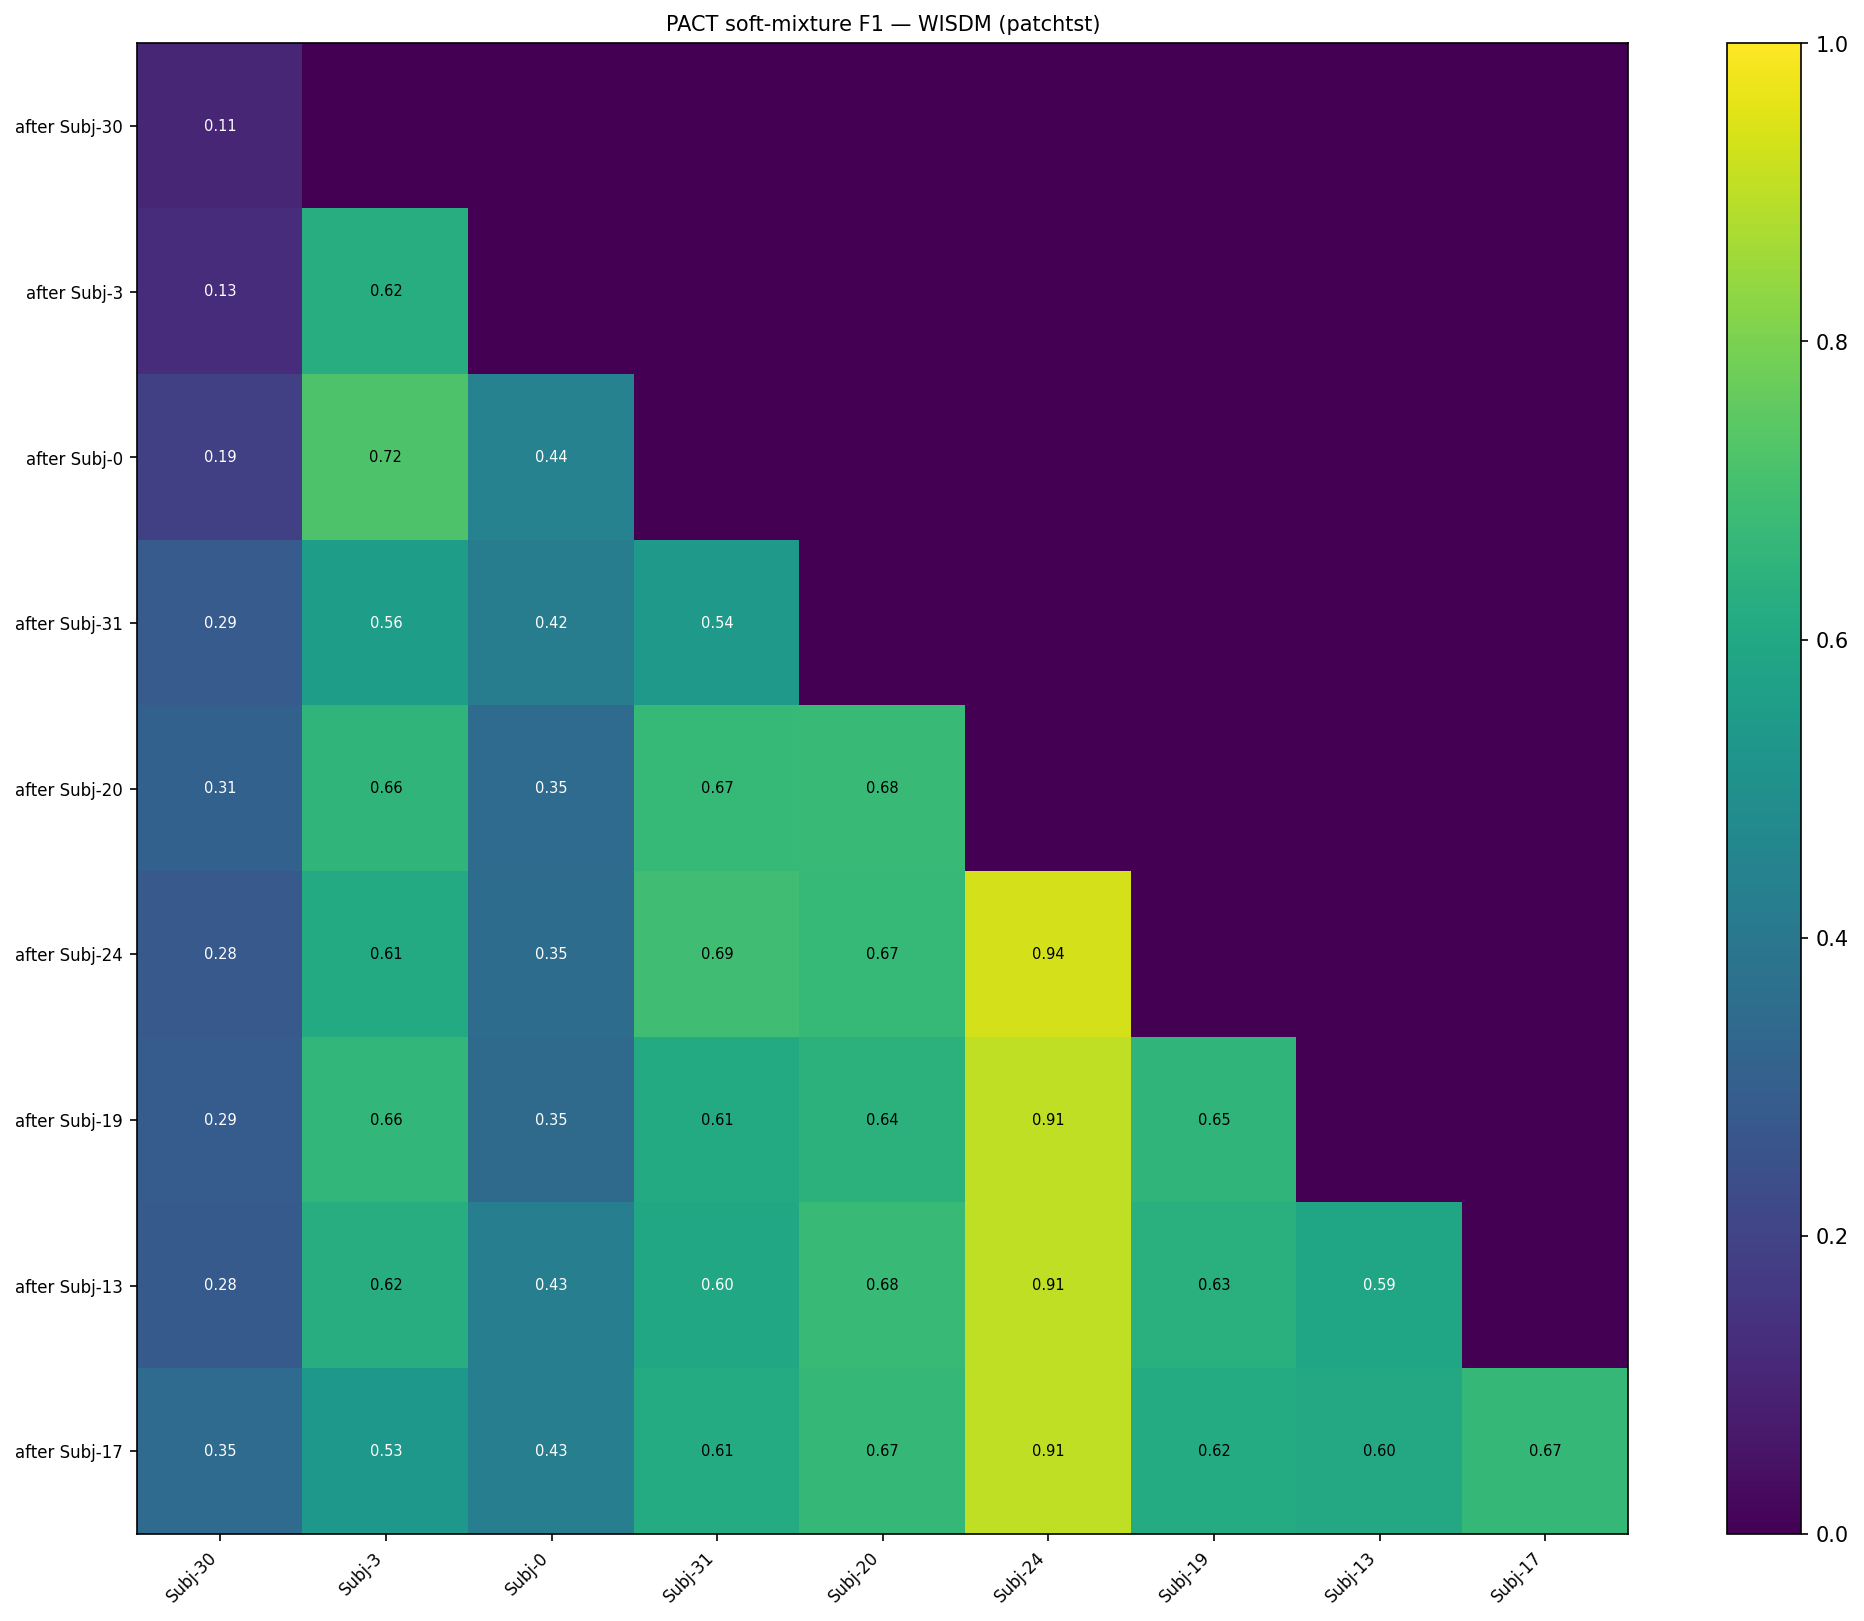 PACT soft-mixture F1 — WISDM (patchtst)
after Subj-30 0.11
after Subj-3 0.13 0.62
after Subj-0 0.19 0.72 0.44
after Subj-31 0.29 0.56 0.42 0.54
after Subj-20 0.31 0.66 0.35 0.67 0.68
after Subj-24 0.28 0.61 0.35 0.69 0.67 0.94
after Subj-19 0.29 0.66 0.35 0.61 0.64 0.91 0.65
after Subj-13 0.28 0.62 0.43 0.60 0.68 0.91 0.63 0.59
after Subj-17 0.35 0.53 0.43 0.61 0.67 0.91 0.62 0.60 0.67
Subj-30 Subj-3 Subj-0 Subj-31 Subj-20 Subj-24 Subj-19 Subj-13 Subj-17
1.0
0.8
0.6
0.4
0.2
0.0